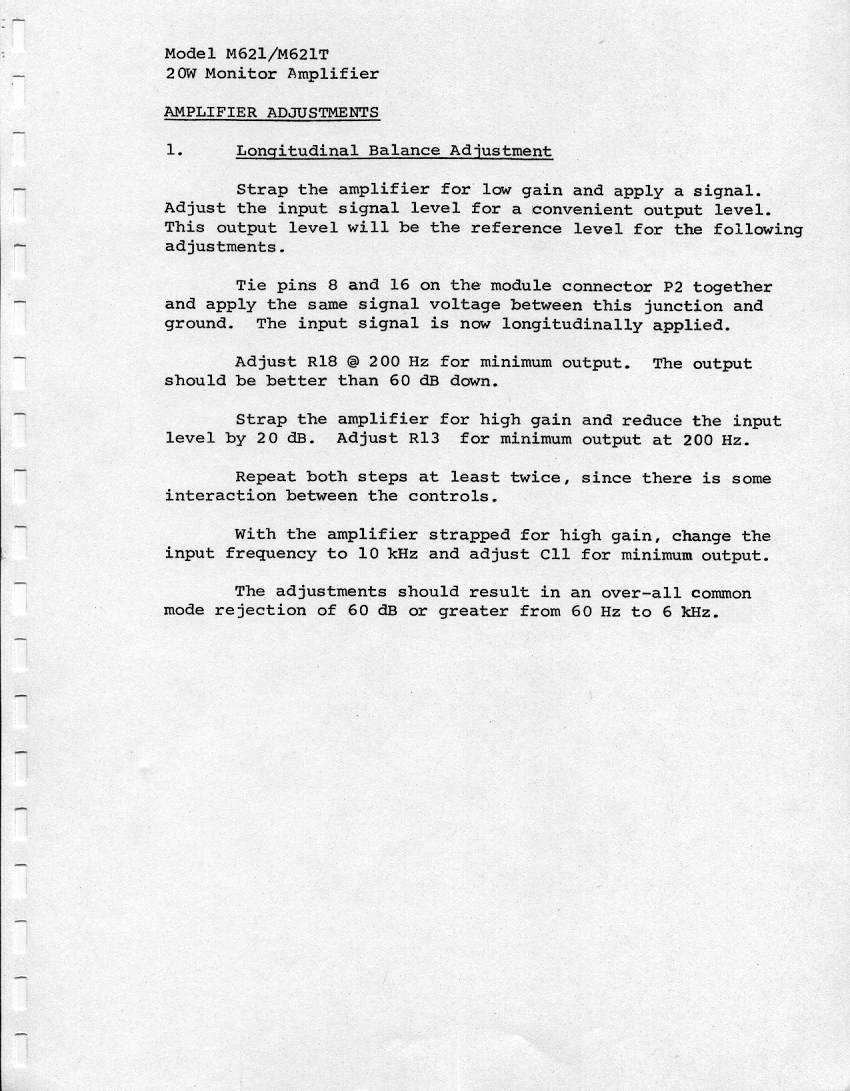 Model M621/M621T
20W Monitor Amplifier
AMPLIFIER ADJUSTMENTS
1. Longitudinal Balance Adjustment
Strap the amplifier for low gain and apply a signal.
Adjust the input signal level for a convenient output level.
This output level will be the reference level for the following
adjustments.
Tie pins 8 and 16 on the module connector P2 together
and apply the same signal voltage between this junction and
ground. The input signal is now longitudinally applied.
Adjust R18 @ 200 Hz for minimum output. The output
should be better than 60 dB down.
Strap the amplifier for high gain and reduce the input
level by 20 dB. Adjust R13 for minimum output at 200 Hz.
Repeat both steps at least twice, since there is some
interaction between the controls.
With the amplifier strapped for high gain, change the
input frequency to 10 kHz and adjust C11 for minimum output.
The adjustments should result in an over-all common
mode rejection of 60 dB or greater from 60 Hz to 6 kHz.